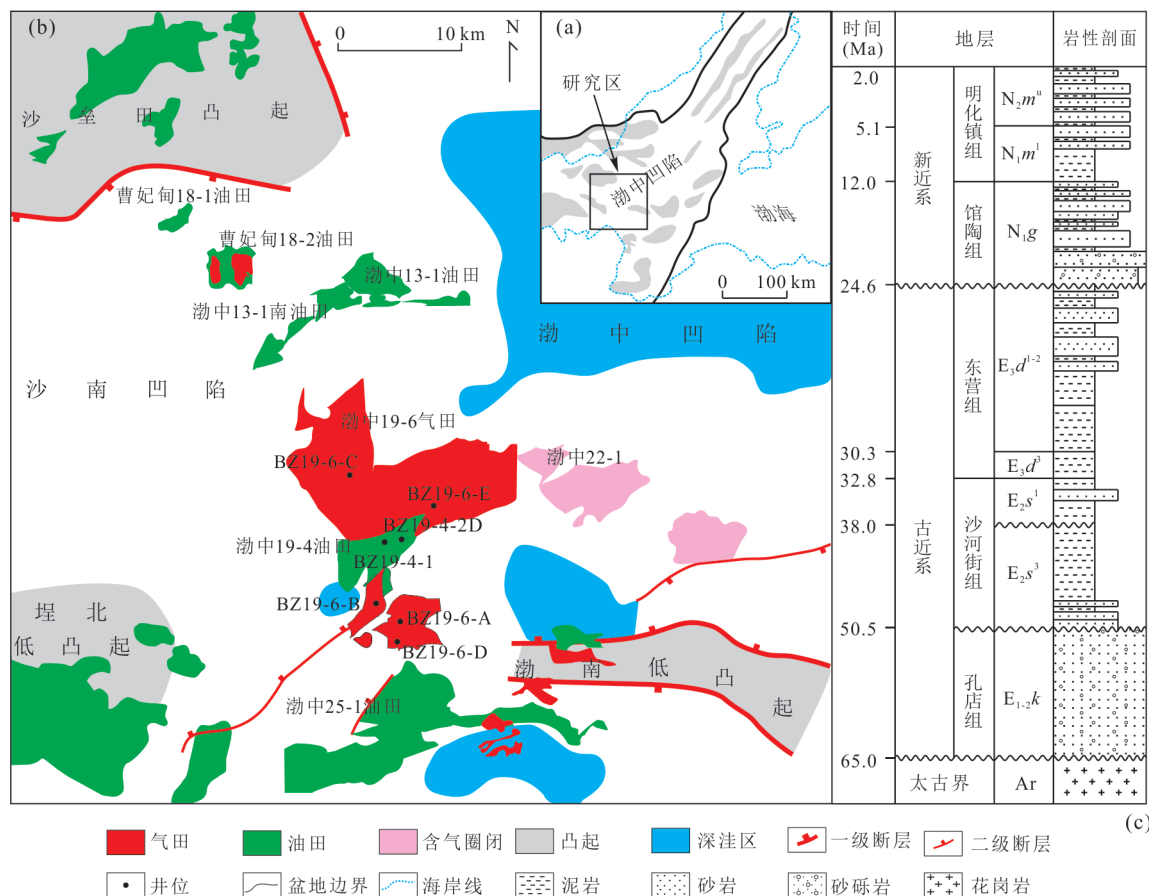 (b)
0 10 km
N
沙垒田凸起
曹妃甸18-1油田
曹妃甸18-2油田
渤中13-1油田
渤中13-1南油田
渤中凹陷
沙南凹陷
渤中19-6气田
BZ19-6-C
渤中22-1
BZ19-6-E
BZ19-4-2D
渤中19-4油田
BZ19-4-1
BZ19-6-B
BZ19-6-A
BZ19-6-D
埕北
低凸起
渤南低凸起
渤中25-1油田
(a)
研究区
渤中凹陷
渤海
0 100 km
时间
(Ma)
地层
岩性剖面
2.0
5.1
12.0
24.6
30.3
32.8
38.0
50.5
65.0
新近系
古近系
太古界
明化镇组
馆陶组
东营组
沙河街组
孔店组
N₂mᵘ
N₁mˡ
N₁g
E₃d¹⁻²
E₃d³
E₂s¹
E₂s³
E₁₋₂k
Ar
(c)
气田 油田 含气圈闭 凸起 深洼区 一级断层 二级断层
井位 盆地边界 海岸线 泥岩 砂岩 砂砾岩 花岗岩